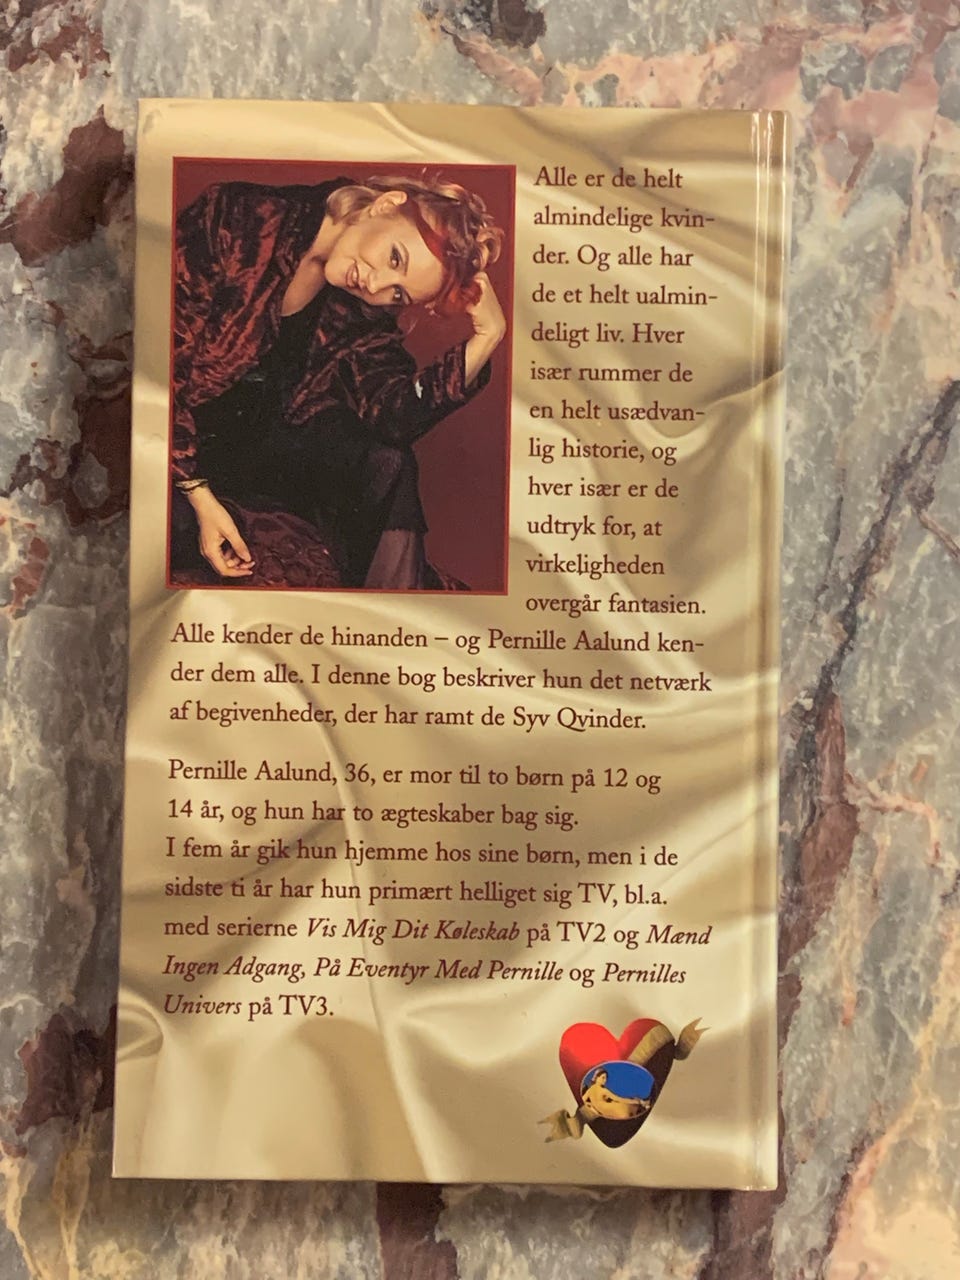 Alle er de helt
almindelige kvin-
der. Og alle har
de et helt ualmin-
deligt liv. Hver
især rummer de
en helt usædvan-
lig historie, og
hver især er de
udtryk for, at
virkeligheden
overgår fantasien.
Alle kender de hinanden – og Pernille Aalund ken-
der dem alle. I denne bog beskriver hun det netværk
af begivenheder, der har ramt de Syv Qvinder.
Pernille Aalund, 36, er mor til to børn på 12 og
14 år, og hun har to ægteskaber bag sig.
I fem år gik hun hjemme hos sine børn, men i de
sidste ti år har hun primært helliget sig TV, bl.a.
med serierne Vis Mig Dit Køleskab på TV2 og Mænd
Ingen Adgang, På Eventyr Med Pernille og Pernilles
Univers på TV3.